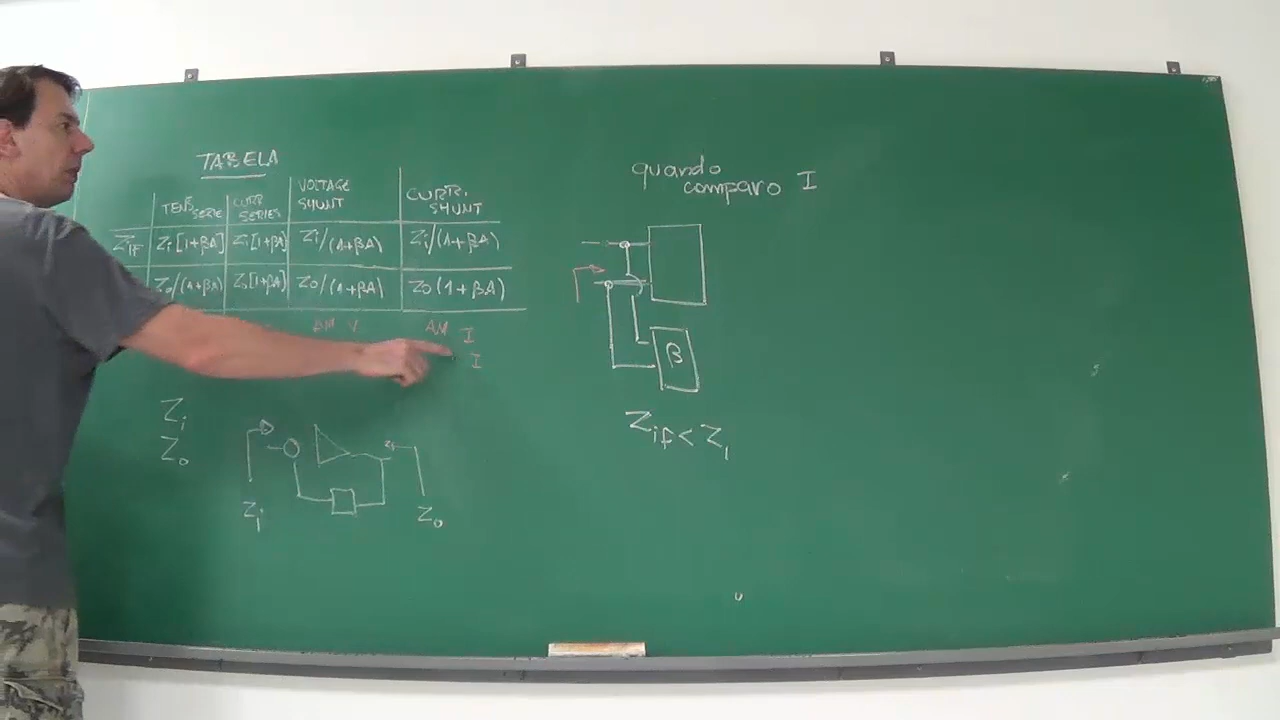 TABELA
TENS. SERIE
CURR SERIES
VOLTAGE SHUNT
CURR. SHUNT
ZIF Zi[1+βA] Zi[1+βA] Zi/(1+βA) Zi/(1+βA)
Zo/(1+βA) Zo[1+βA] Zo/(1+βA) Zo(1+βA)
AM V AM I
I
Zi
Zo
Zi
Zo
quando
comparo I
β
Zif < Zi